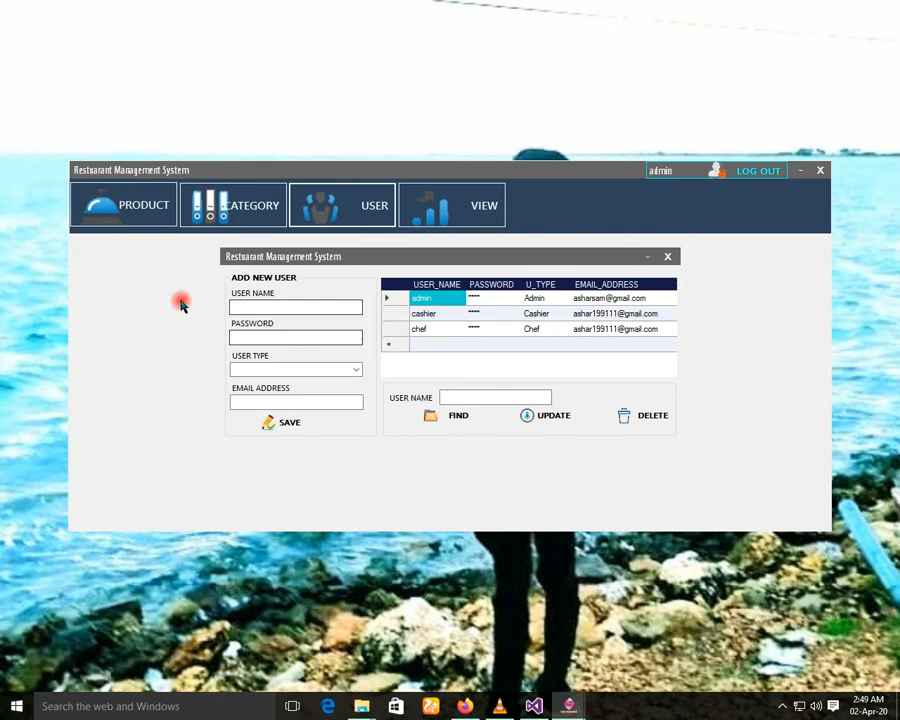 Restuarant Management System
admin
LOG OUT
-
X
PRODUCT
CATEGORY
USER
VIEW
Restuarant Management System
-
X
ADD NEW USER
USER NAME
PASSWORD
USER TYPE
EMAIL ADDRESS
SAVE
USER_NAME PASSWORD U_TYPE EMAIL_ADDRESS
admin **** Admin asharsam@gmail.com
cashier **** Cashier ashar199111@gmail.com
chef **** Chef ashar199111@gmail.com
*
USER NAME
FIND
UPDATE
DELETE
Search the web and Windows
2:49 AM
02-Apr-20